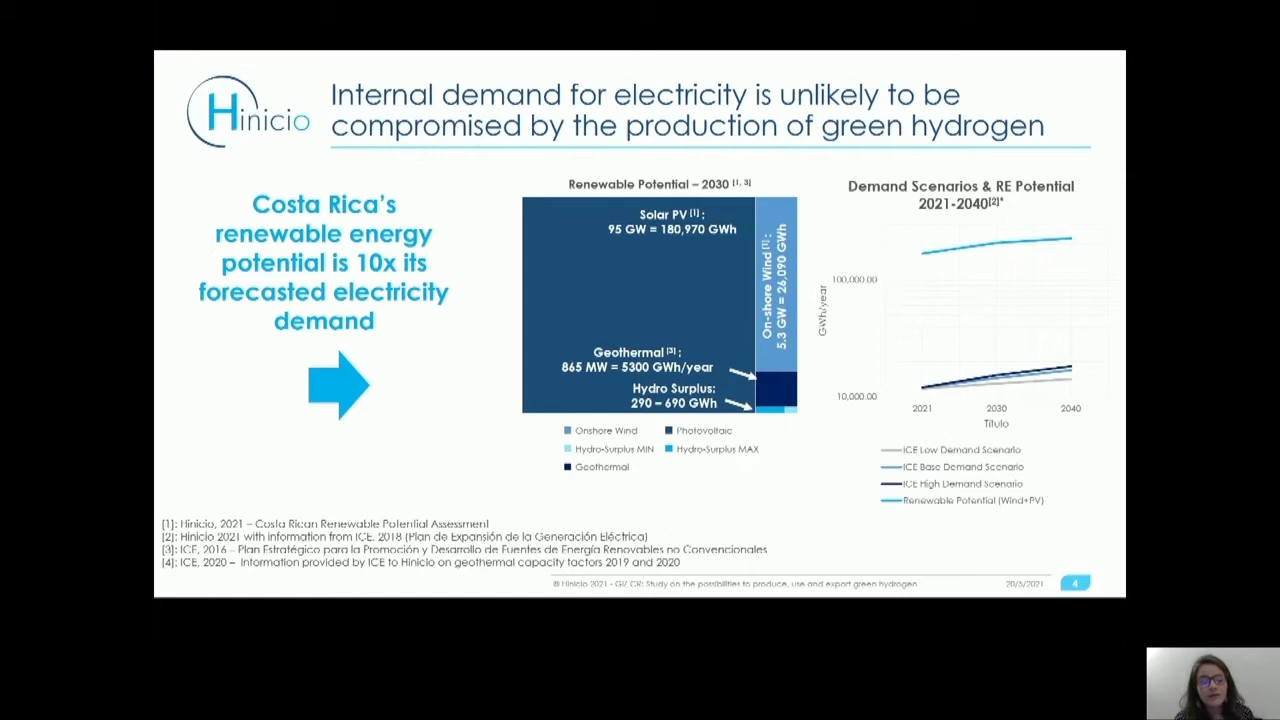 Hinicio
Internal demand for electricity is unlikely to be
compromised by the production of green hydrogen
Costa Rica's
renewable energy
potential is 10x its
forecasted electricity
demand
Renewable Potential – 2030 [1, 3]
Solar PV [1] :
95 GW = 180,970 GWh
On-shore Wind [1] :
5.3 GW = 26,090 GWh
Geothermal [3] :
865 MW = 5300 GWh/year
Hydro Surplus:
290 – 690 GWh
Onshore Wind
Photovoltaic
Hydro-Surplus MIN
Hydro-Surplus MAX
Geothermal
Demand Scenarios & RE Potential
2021-2040[2]*
GWh/year
100,000.00
10,000.00
2021
2030
2040
Título
ICE Low Demand Scenario
ICE Base Demand Scenario
ICE High Demand Scenario
Renewable Potential (Wind+PV)
[1]: Hinicio, 2021 – Costa Rican Renewable Potential Assessment
[2]: Hinicio 2021 with information from ICE. 2018 (Plan de Expansión de la Generación Eléctrica)
[3]: ICE, 2016 – Plan Estratégico para la Promoción y Desarrollo de Fuentes de Energía Renovables no Convencionales
[4]: ICE, 2020 – Information provided by ICE to Hinicio on geothermal capacity factors 2019 and 2020
© Hinicio 2021 - GIZ CR: Study on the possibilities to produce, use and export green hydrogen
20/5/2021
4